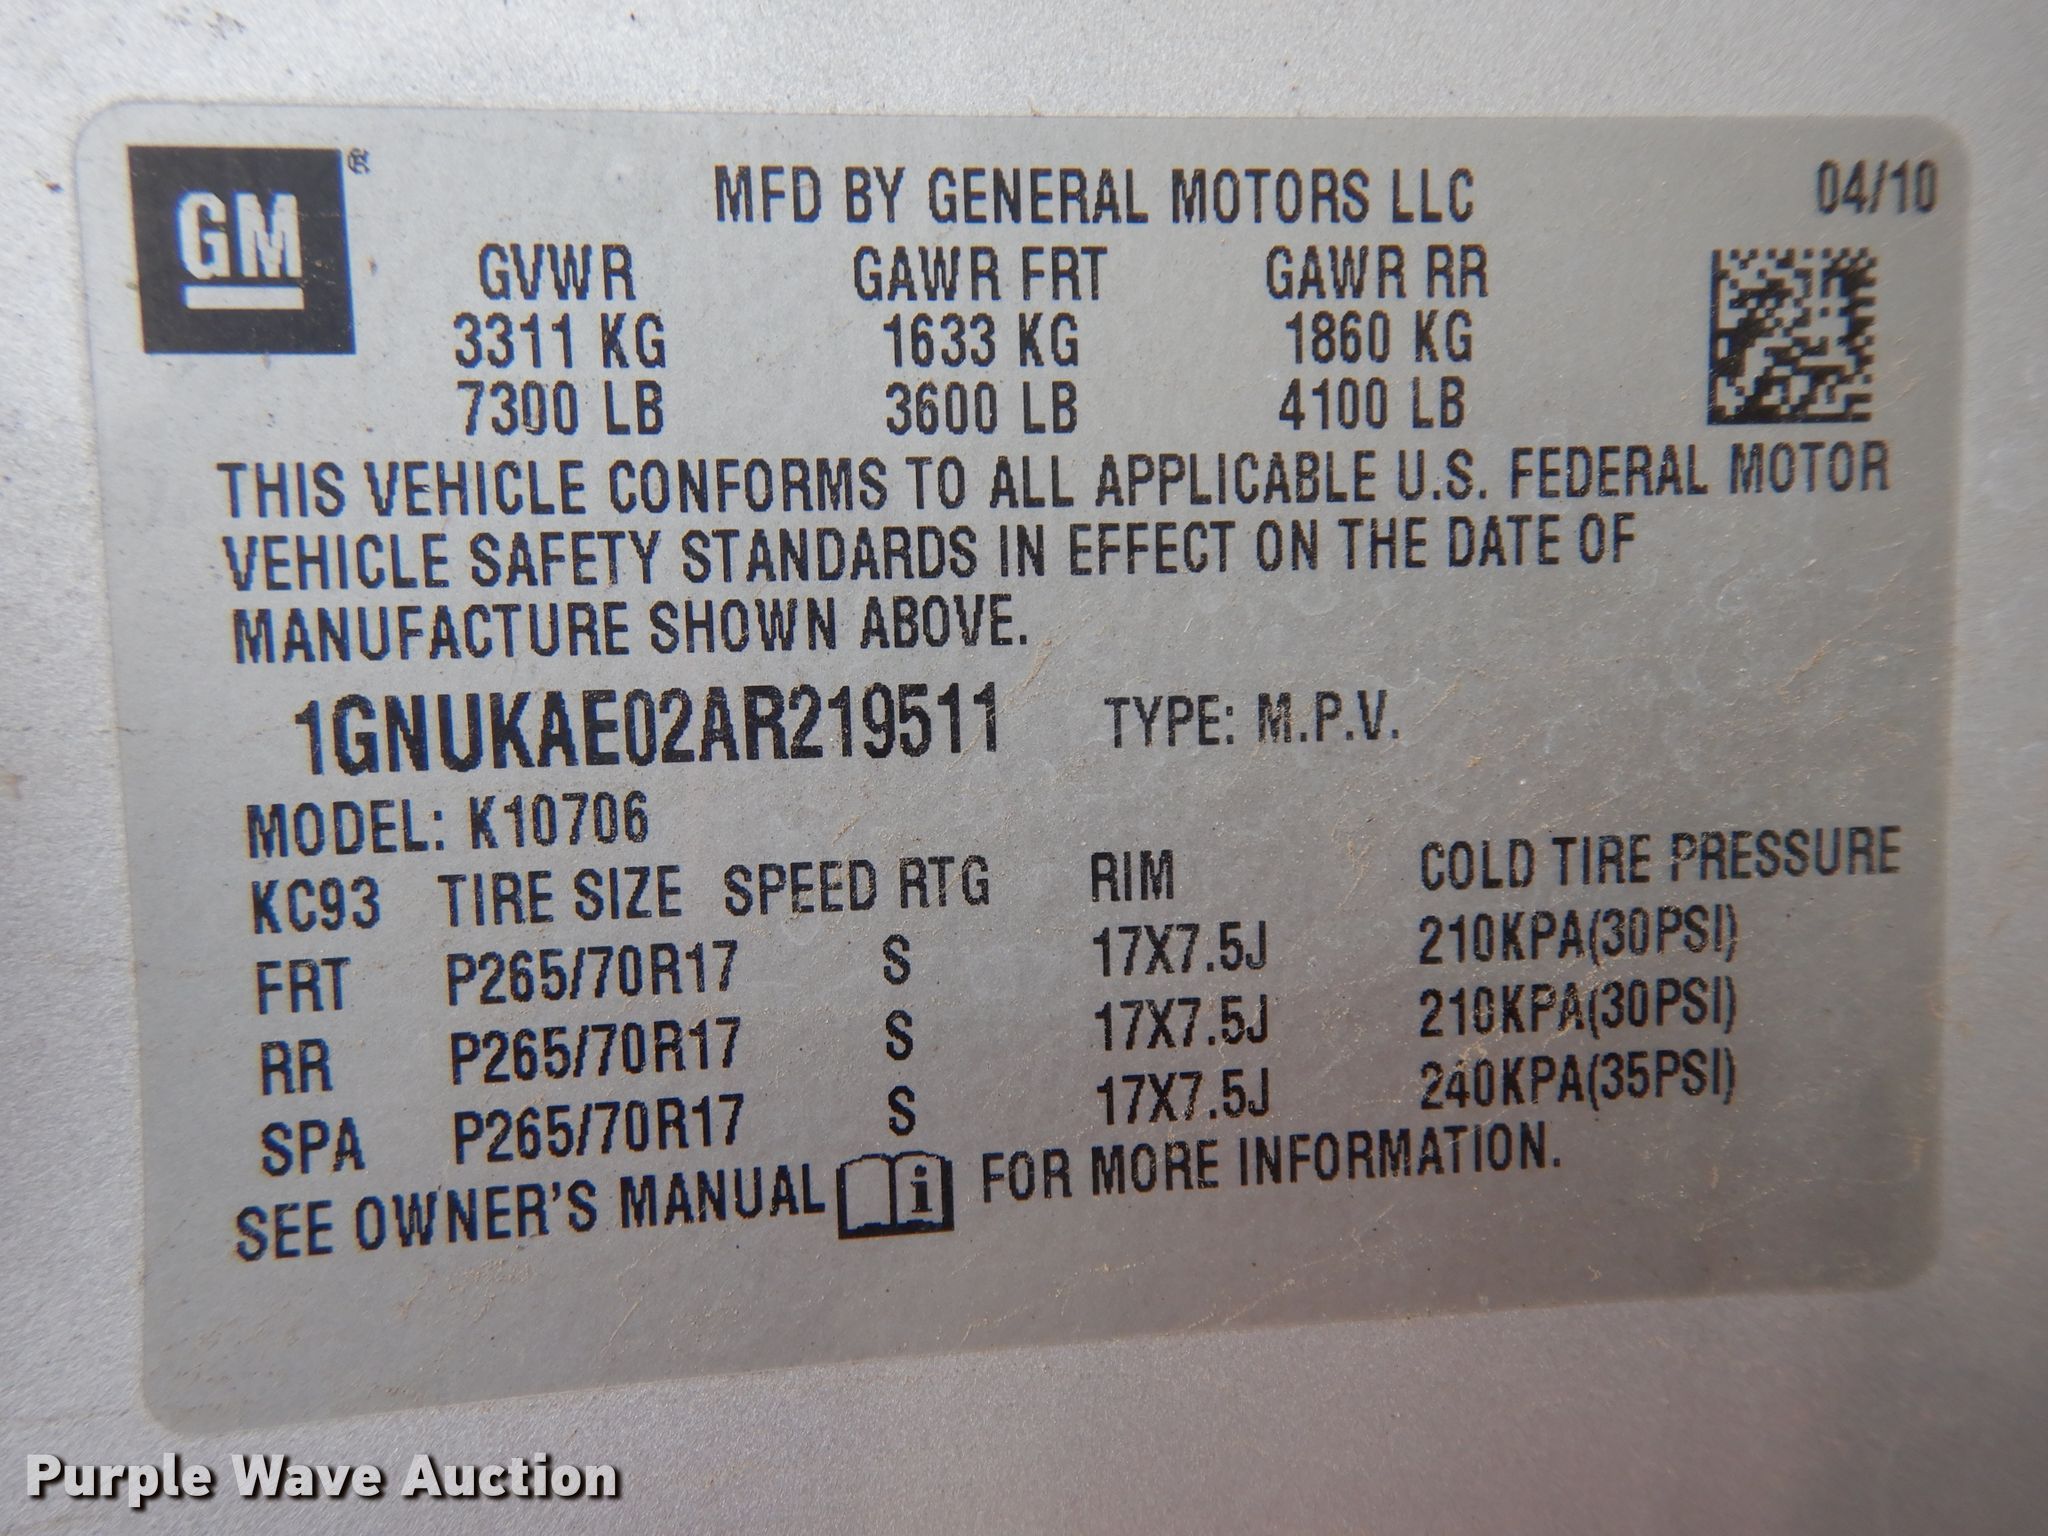 GM ®
MFD BY GENERAL MOTORS LLC 04/10
GVWR GAWR FRT GAWR RR
3311 KG 1633 KG 1860 KG
7300 LB 3600 LB 4100 LB
THIS VEHICLE CONFORMS TO ALL APPLICABLE U.S. FEDERAL MOTOR
VEHICLE SAFETY STANDARDS IN EFFECT ON THE DATE OF
MANUFACTURE SHOWN ABOVE.
1GNUKAE02AR219511 TYPE: M.P.V.
MODEL: K10706
KC93 TIRE SIZE SPEED RTG RIM COLD TIRE PRESSURE
FRT P265/70R17 S 17X7.5J 210KPA(30PSI)
RR P265/70R17 S 17X7.5J 210KPA(30PSI)
SPA P265/70R17 S 17X7.5J 240KPA(35PSI)
SEE OWNER'S MANUAL i FOR MORE INFORMATION.
Purple Wave Auction